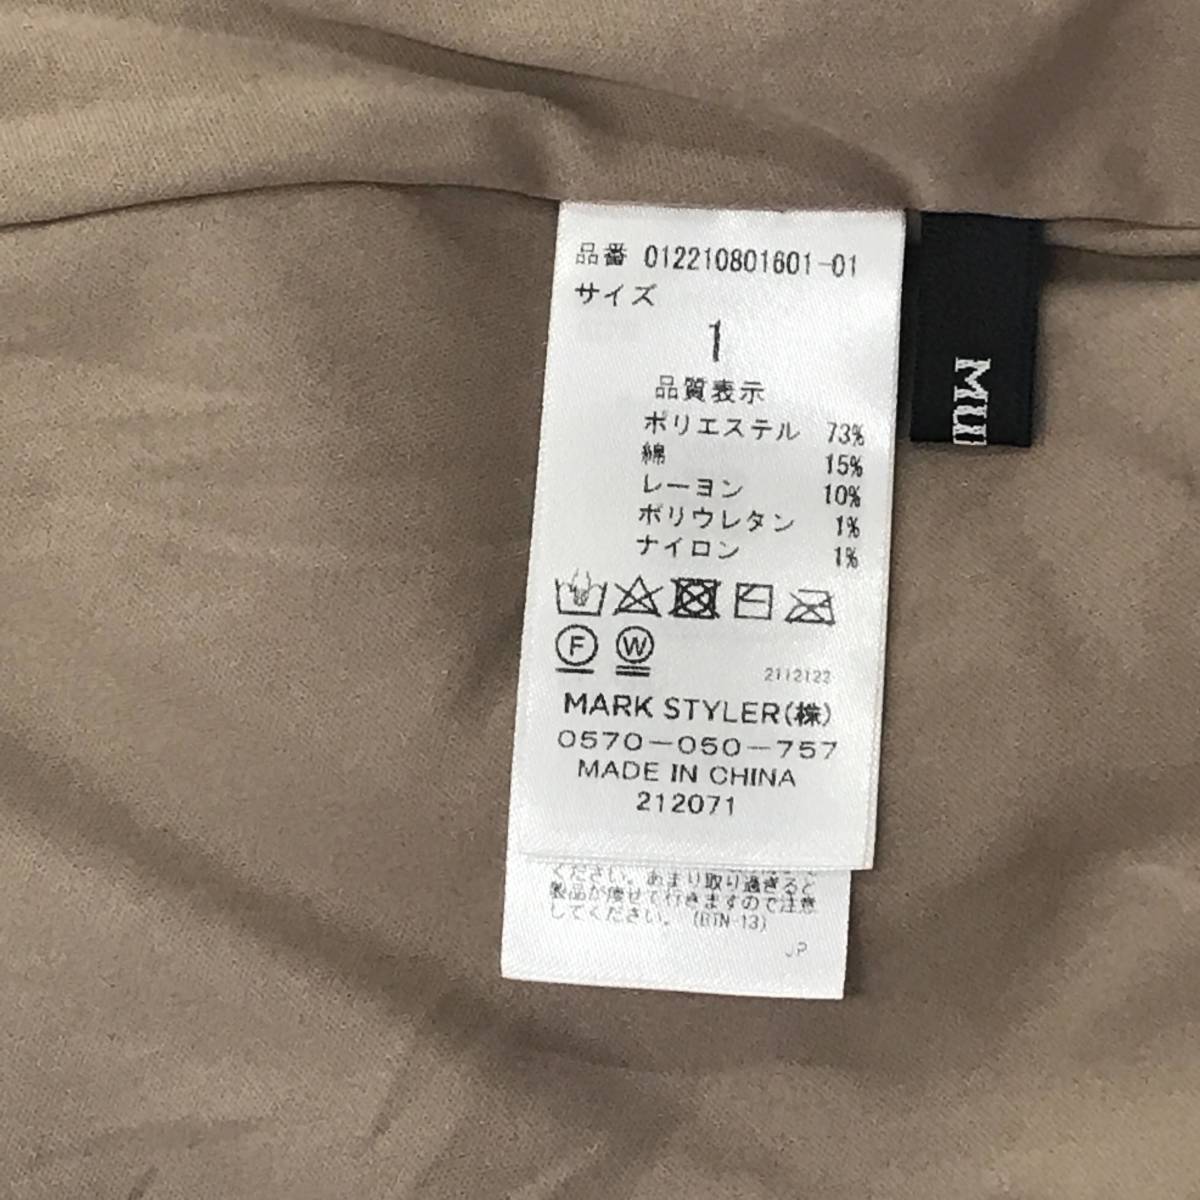 品番 012210801601-01
サイズ
1
品質表示
ポリエステル 73%
綿 15%
レーヨン 10%
ポリウレタン 1%
ナイロン 1%
F W
2112122
MARK STYLER(株)
0570-050-757
MADE IN CHINA
212071
ください。あまり取り過ぎると
製品が痩せて行きますので注意
してください。 (BTN-13)
JP